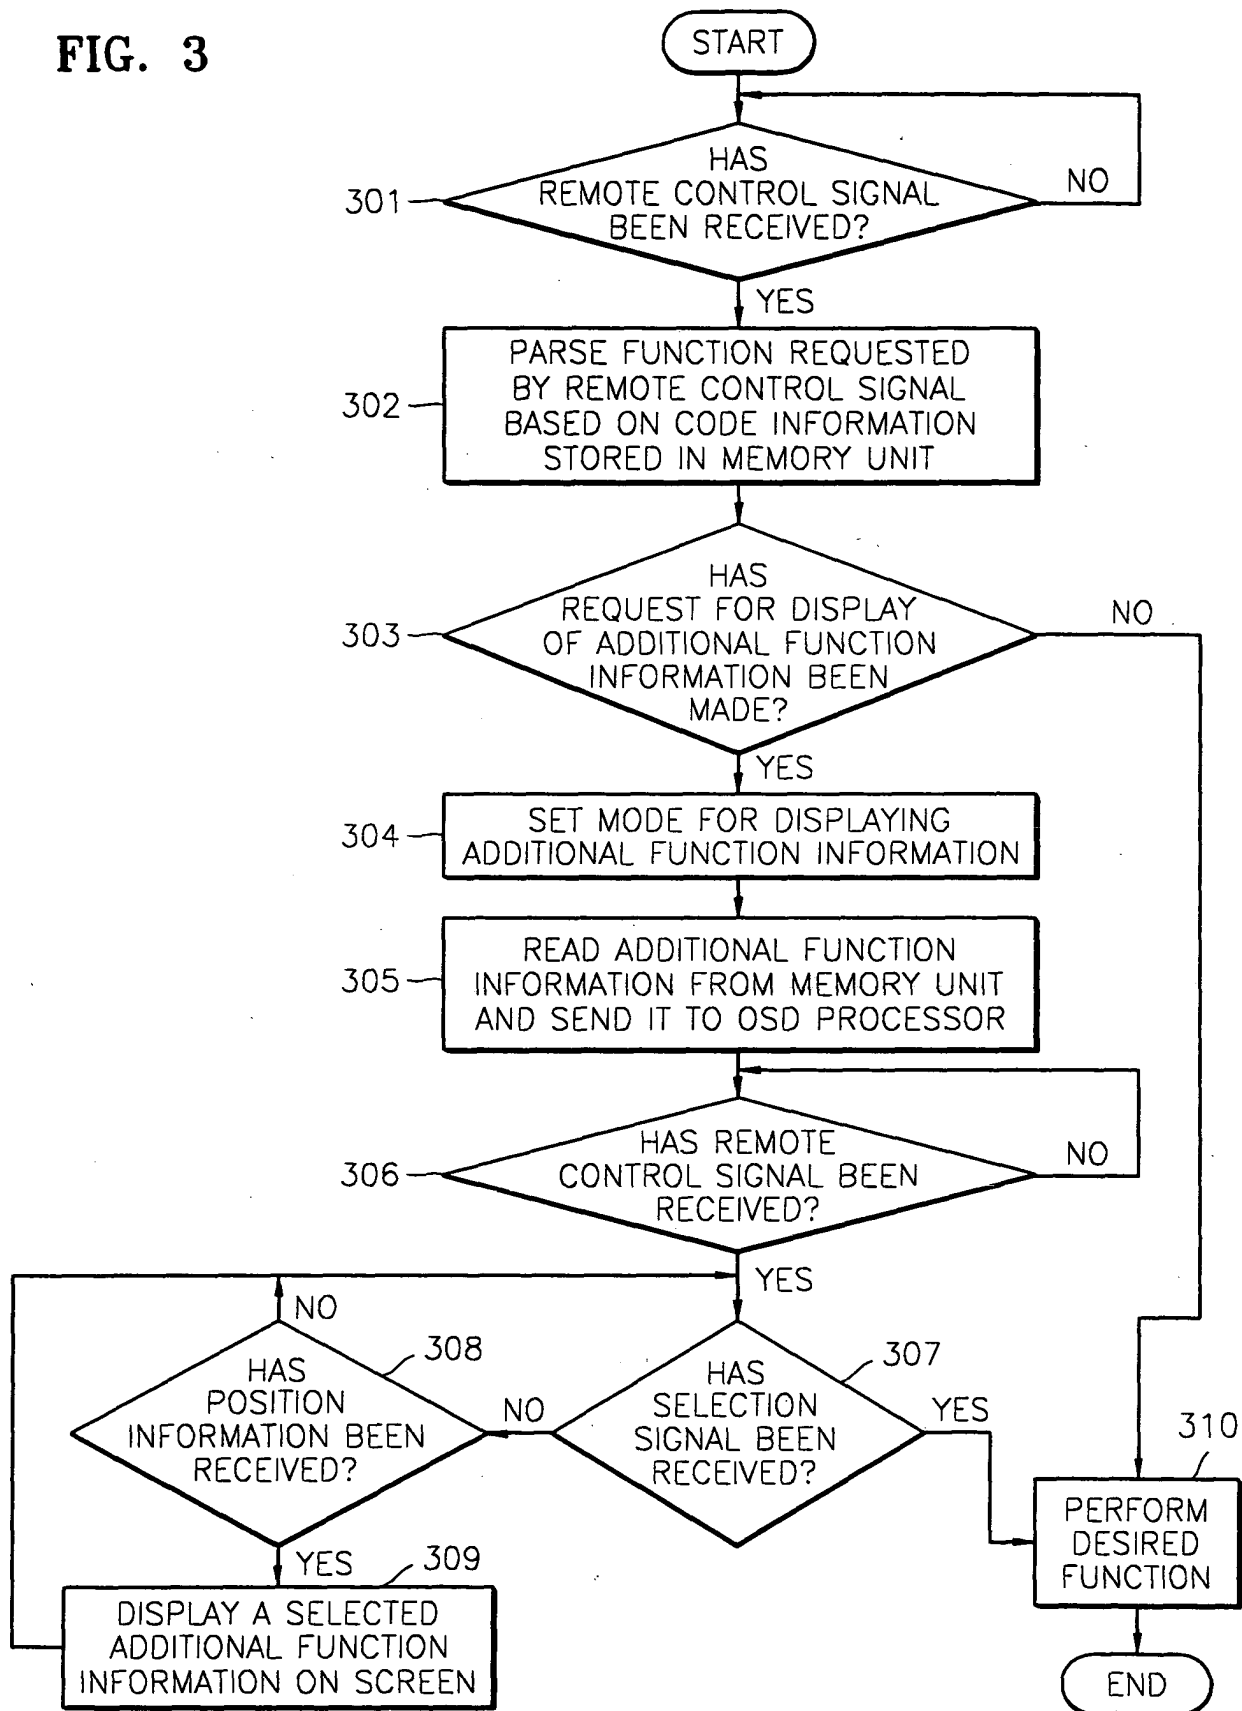 FIG. 3
START
HAS
REMOTE CONTROL SIGNAL
BEEN RECEIVED?
NO
301
YES
PARSE FUNCTION REQUESTED
BY REMOTE CONTROL SIGNAL
BASED ON CODE INFORMATION
STORED IN MEMORY UNIT
302
HAS
REQUEST FOR DISPLAY
OF ADDITIONAL FUNCTION
INFORMATION BEEN
MADE?
303
NO
YES
SET MODE FOR DISPLAYING
ADDITIONAL FUNCTION INFORMATION
304
READ ADDITIONAL FUNCTION
INFORMATION FROM MEMORY UNIT
AND SEND IT TO OSD PROCESSOR
305
HAS REMOTE
CONTROL SIGNAL BEEN
RECEIVED?
306
NO
YES
NO
308
HAS
POSITION
INFORMATION BEEN
RECEIVED?
NO
307
HAS
SELECTION
SIGNAL BEEN
RECEIVED?
YES
310
PERFORM
DESIRED
FUNCTION
YES
309
DISPLAY A SELECTED
ADDITIONAL FUNCTION
INFORMATION ON SCREEN
END